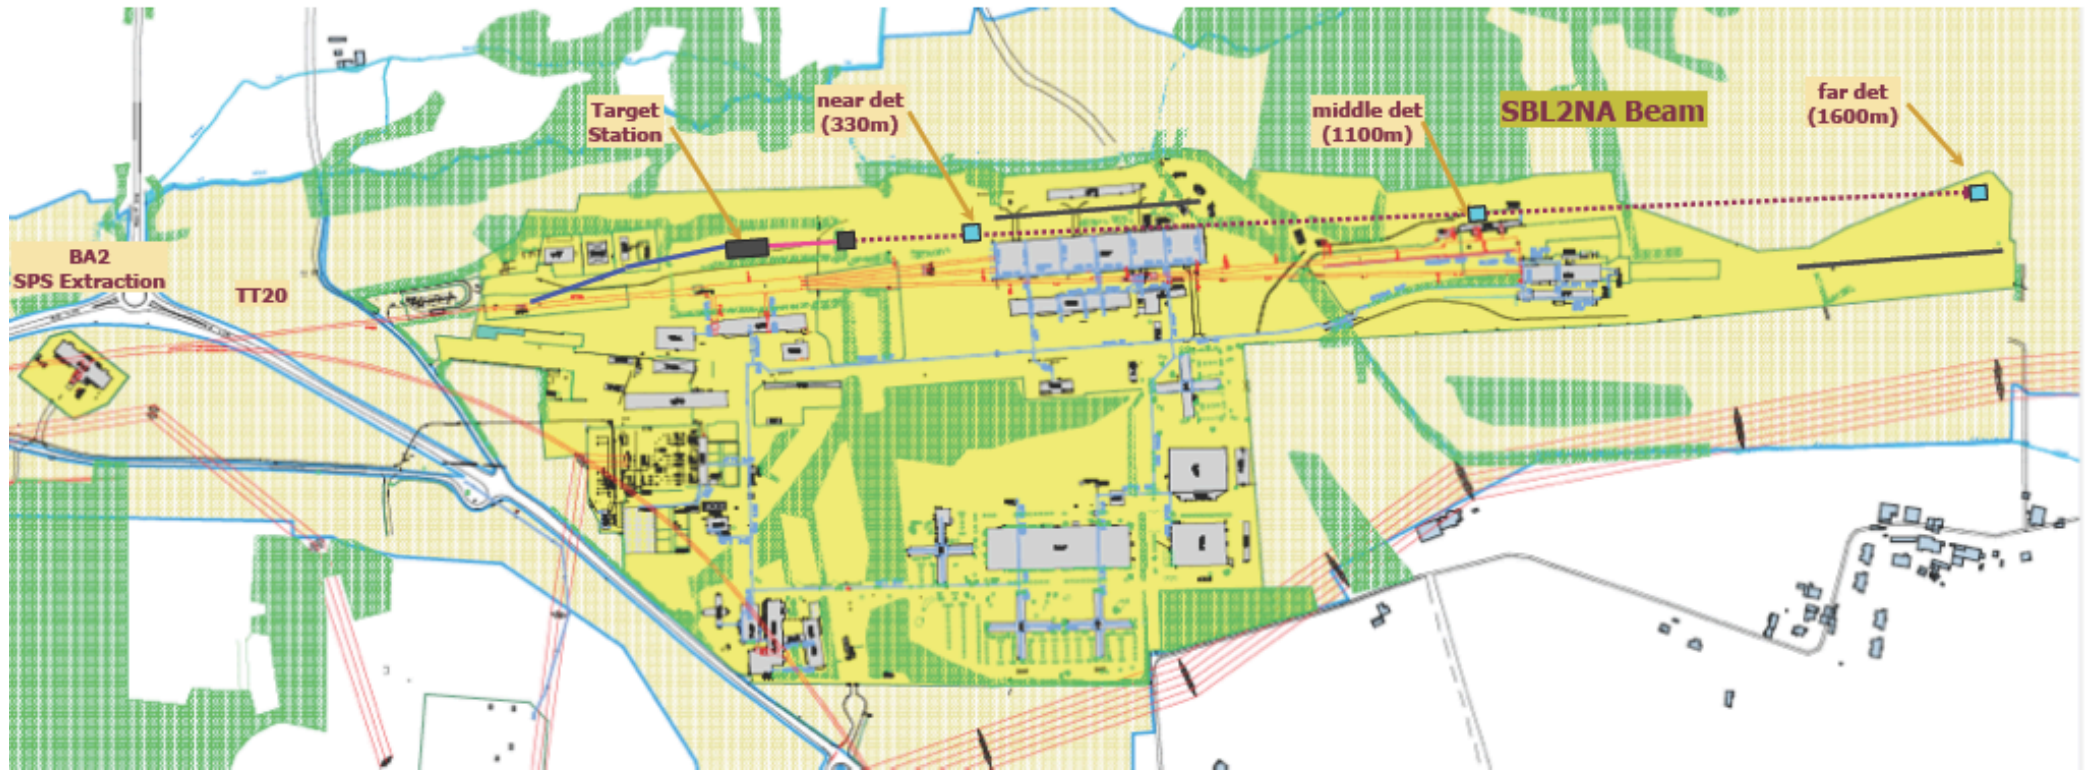 Target
Station
near det
(330m)
middle det
(1100m)
SBL2NA Beam
far det
(1600m)
BA2
SPS Extraction
TT20